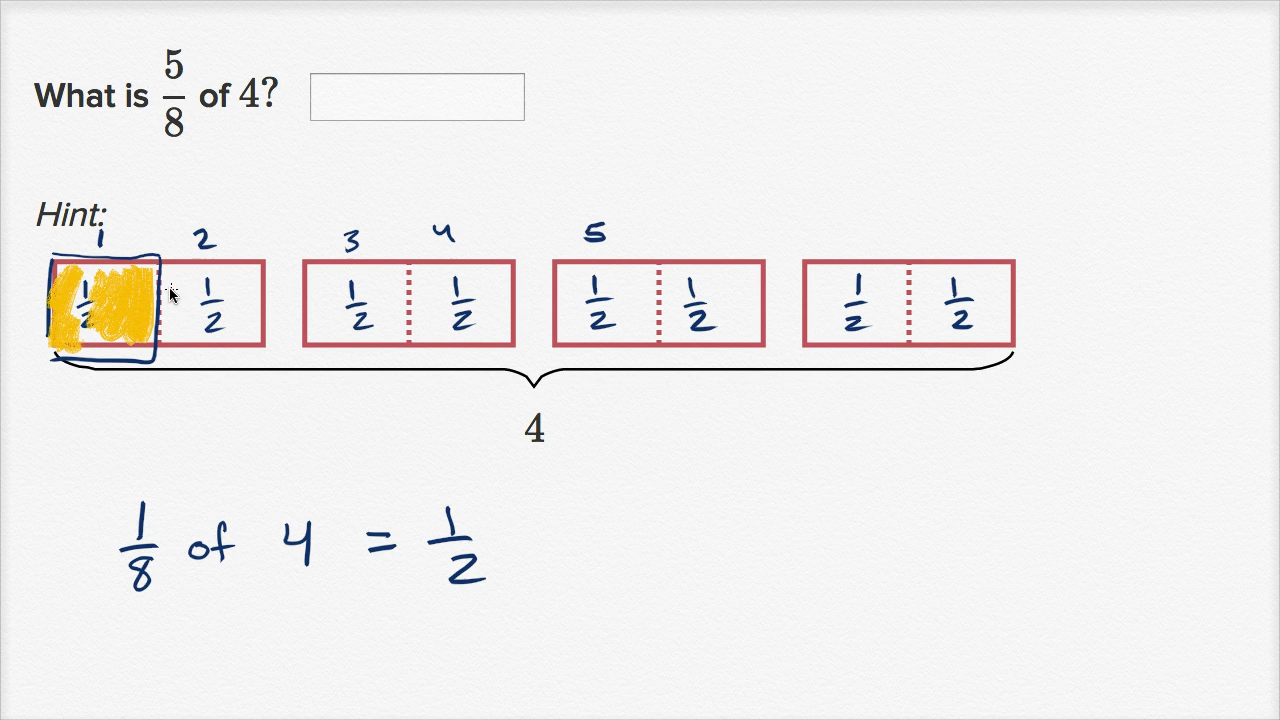 What is 5/8 of 4?
Hint:
1 2 3 4 5
1/2 1/2 1/2 1/2 1/2 1/2 1/2 1/2
4
1/8 of 4 = 1/2